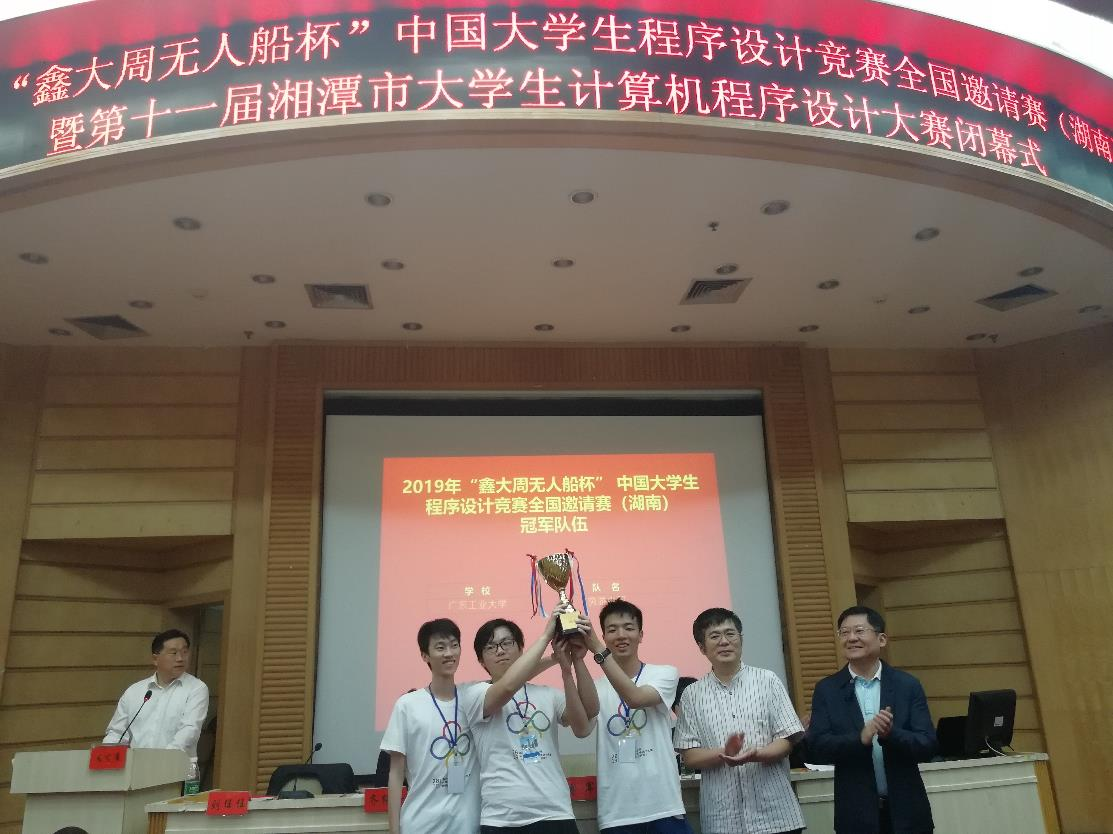 “鑫大周无人船杯”中国大学生程序设计竞赛全国邀请赛（湖南）
暨第十一届湘潭市大学生计算机程序设计大赛闭幕式
2019年“鑫大周无人船杯” 中国大学生
程序设计竞赛全国邀请赛（湖南）
冠军队伍
学 校 队 名
广东工业大学